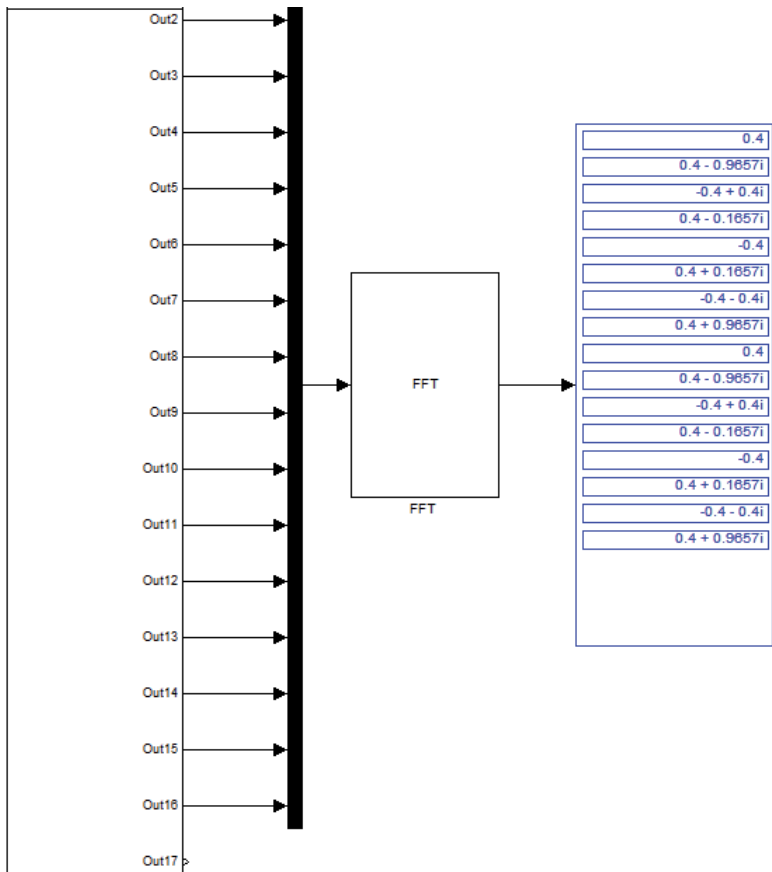 Out2
Out3
Out4
Out5
Out6
Out7
Out8
Out9
Out10
Out11
Out12
Out13
Out14
Out15
Out16
Out17
FFT
FFT
0.4
0.4 - 0.9657i
-0.4 + 0.4i
0.4 - 0.1657i
-0.4
0.4 + 0.1657i
-0.4 - 0.4i
0.4 + 0.9657i
0.4
0.4 - 0.9657i
-0.4 + 0.4i
0.4 - 0.1657i
-0.4
0.4 + 0.1657i
-0.4 - 0.4i
0.4 + 0.9657i